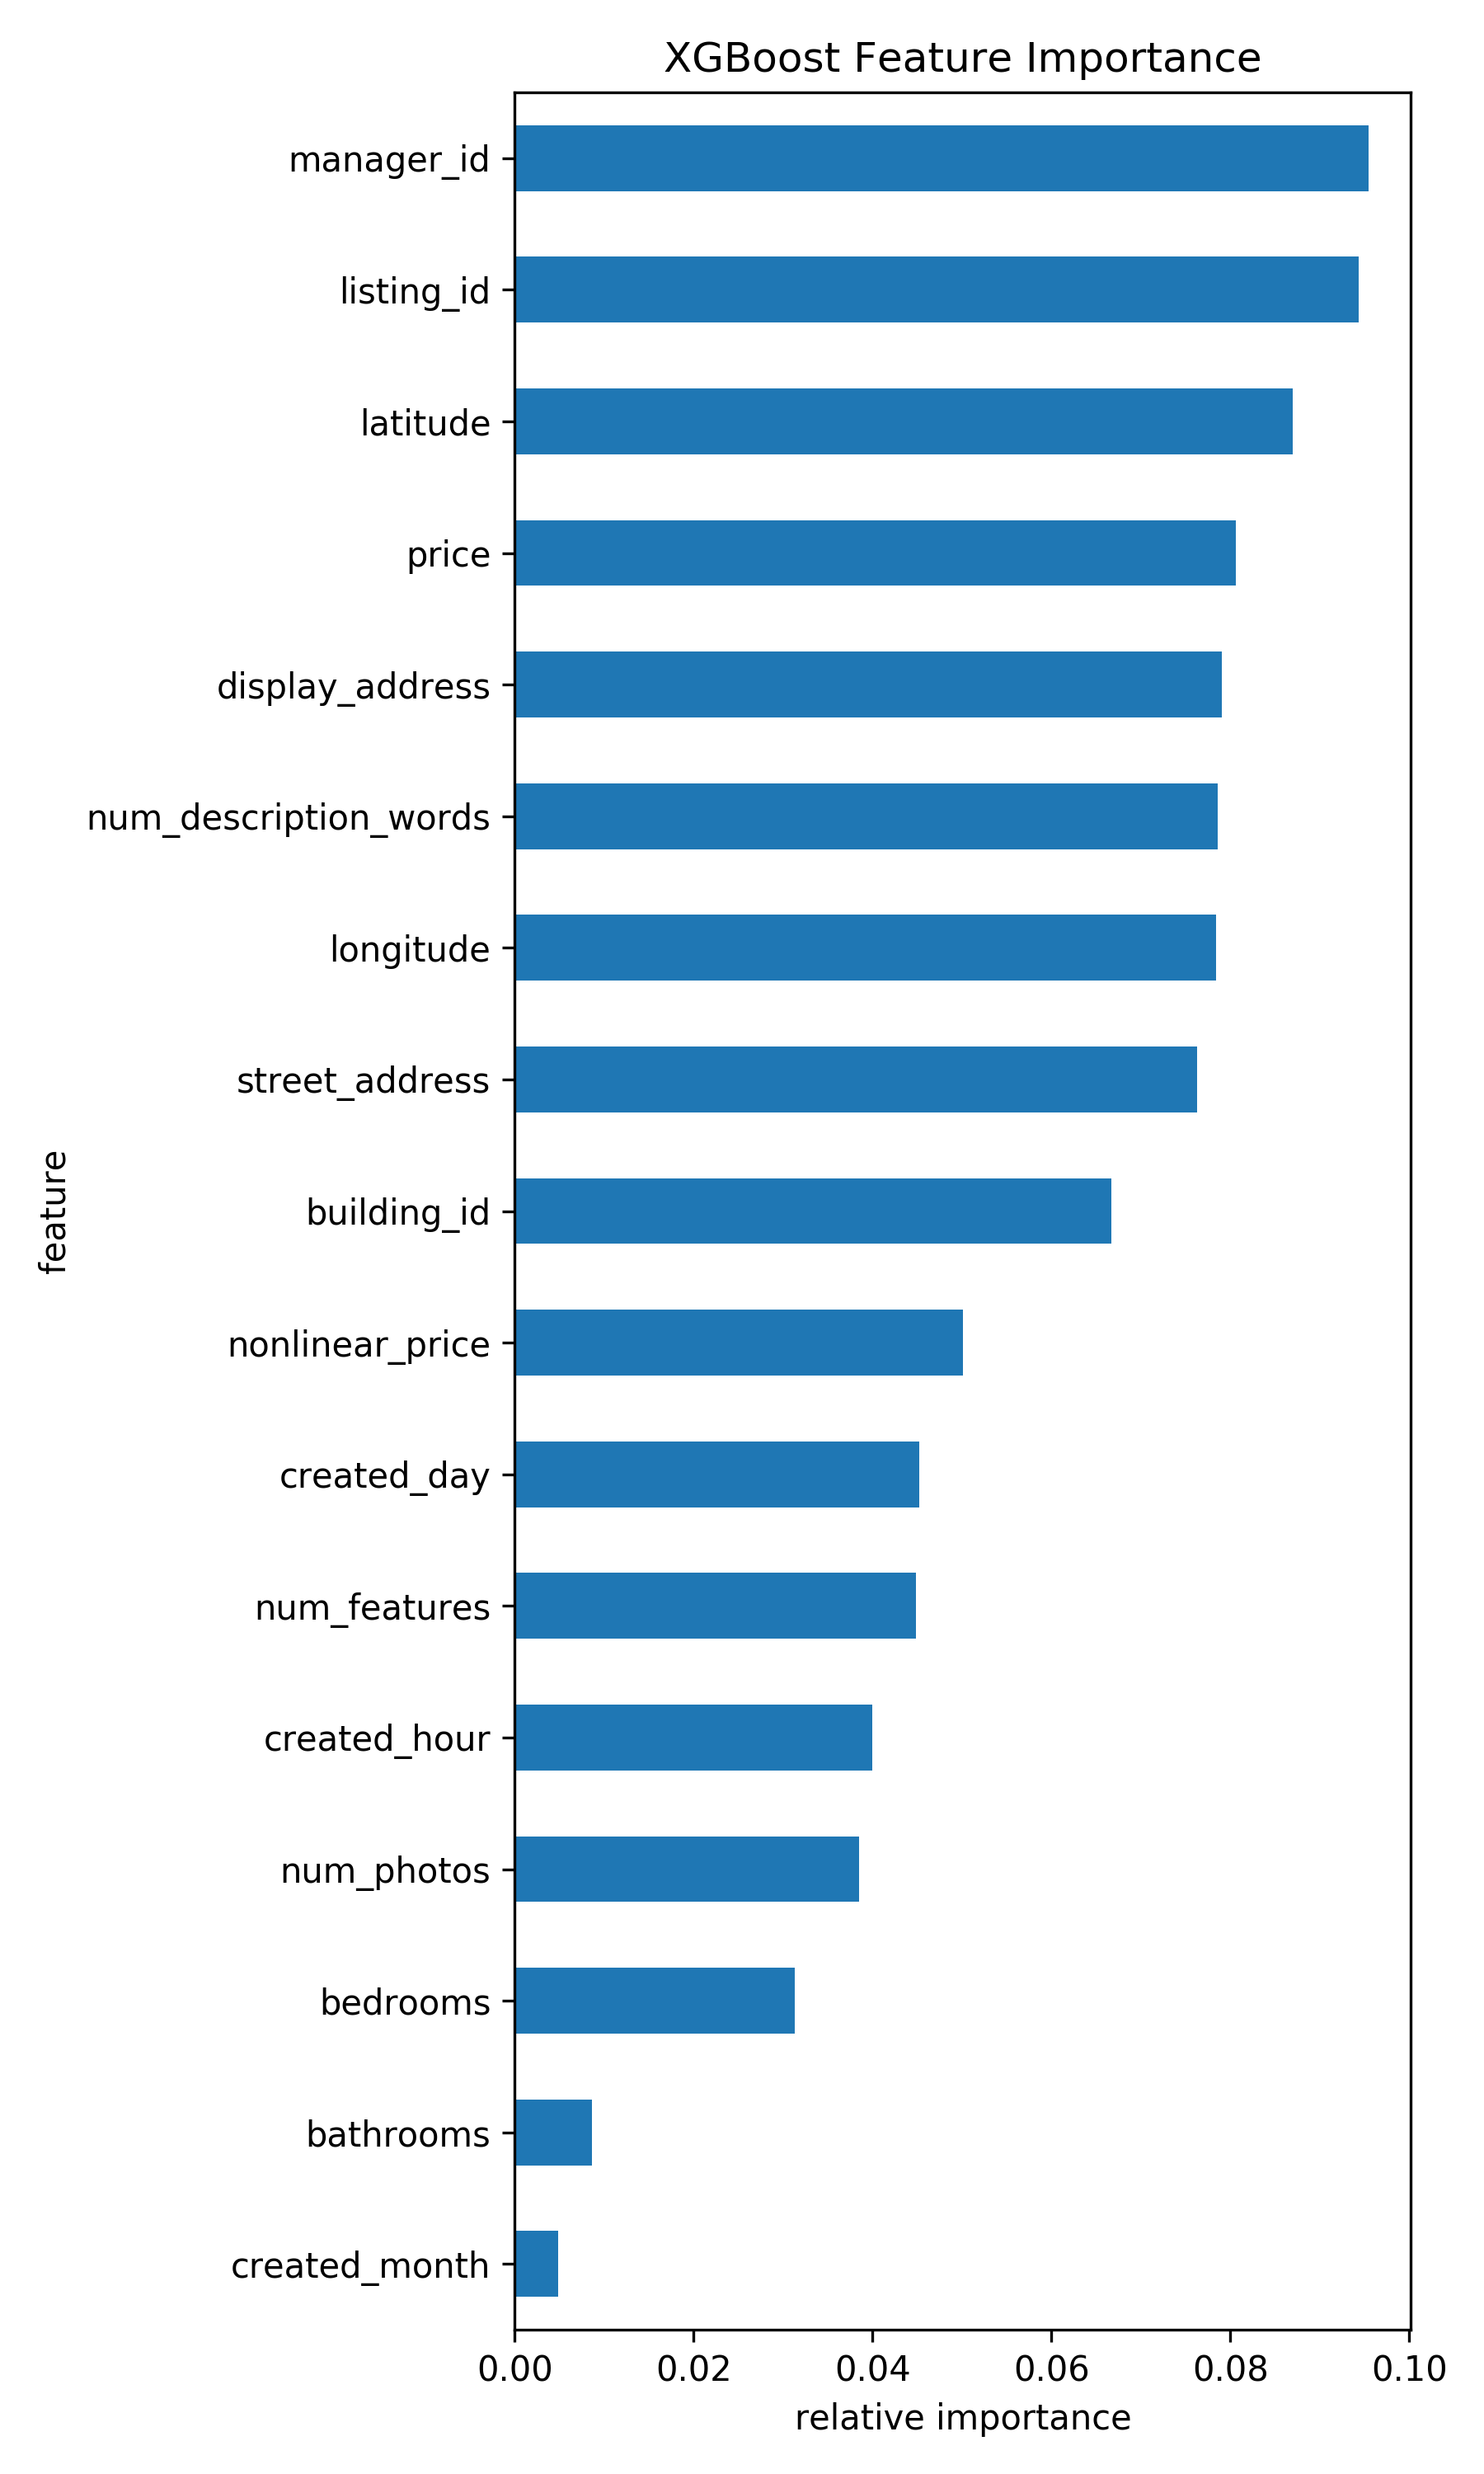 XGBoost Feature Importance
manager_id
listing_id
latitude
price
display_address
num_description_words
longitude
street_address
building_id
nonlinear_price
created_day
num_features
created_hour
num_photos
bedrooms
bathrooms
created_month
feature
0.00 0.02 0.04 0.06 0.08 0.10
relative importance